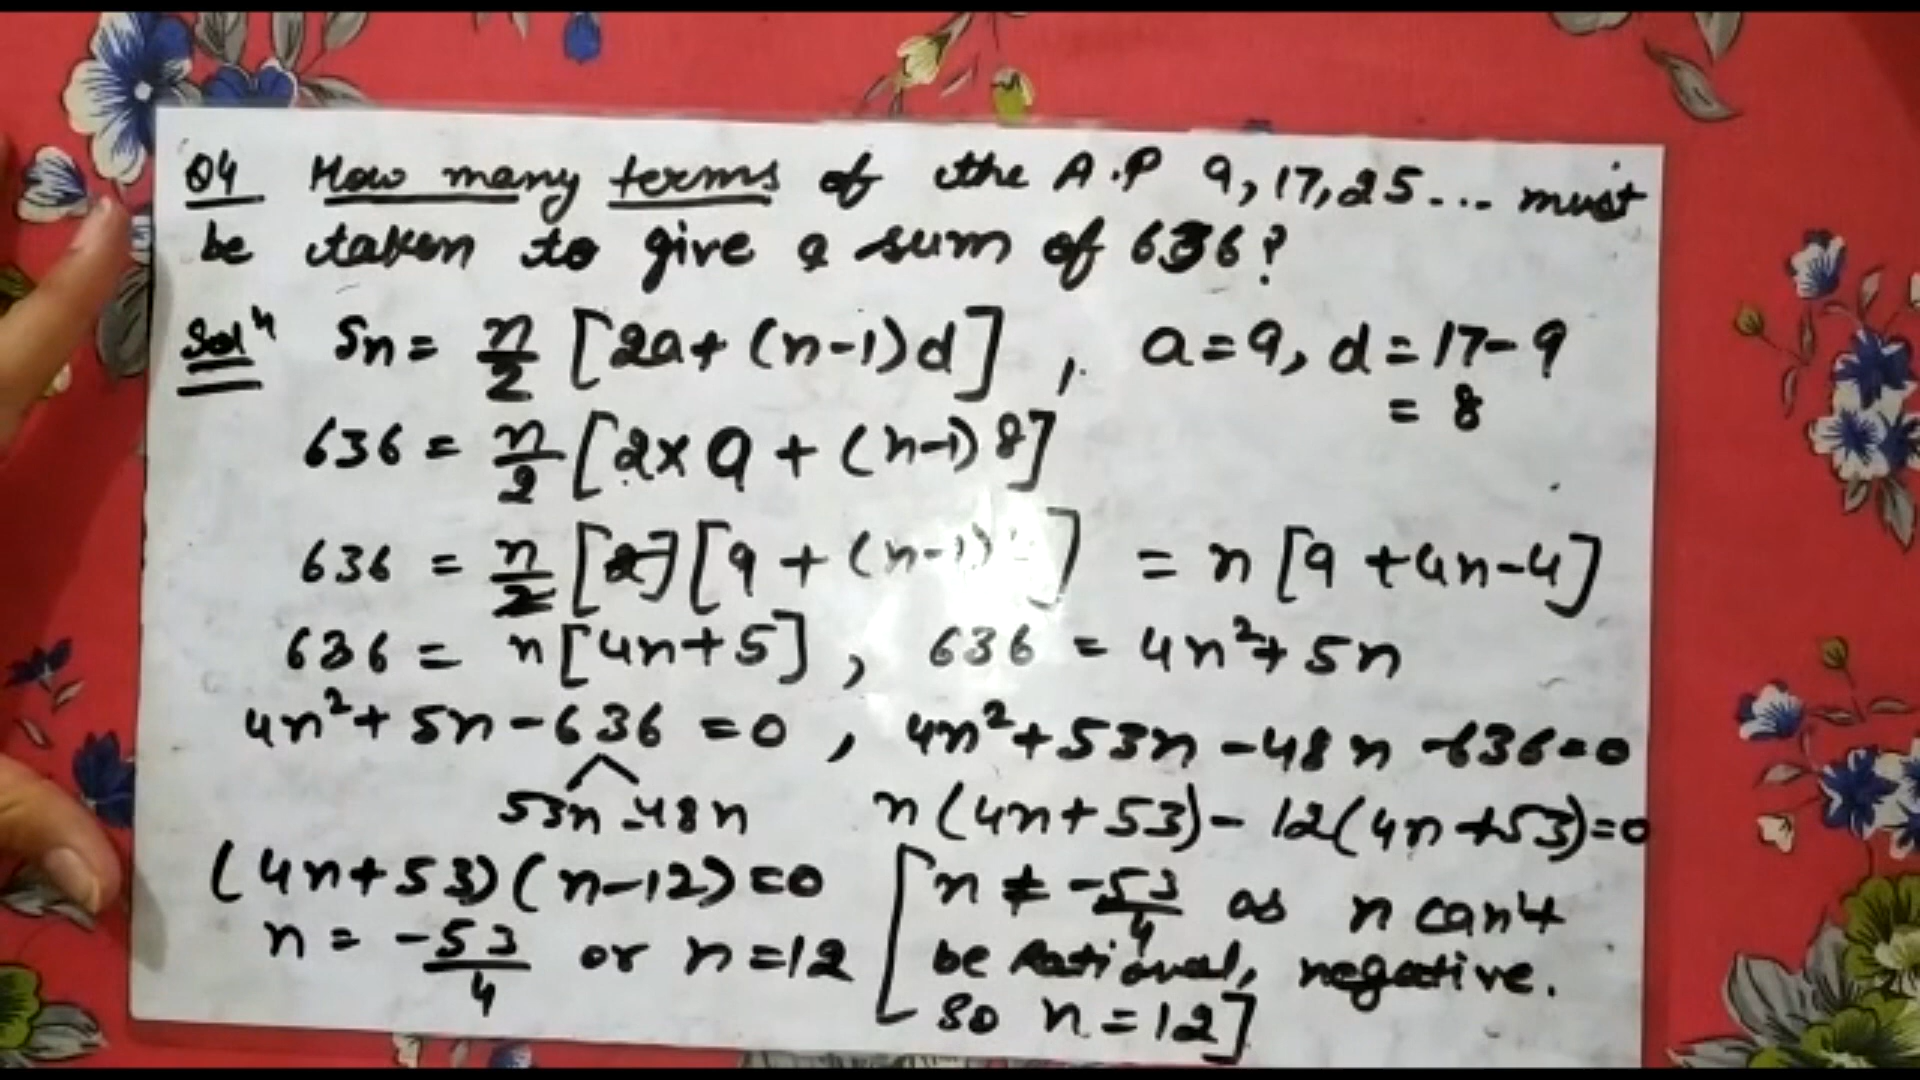 Q4 How many terms of the A.P 9, 17, 25... must
be taken to give a sum of 636?
Solⁿ Sn = n/2 [2a + (n-1)d], a = 9, d = 17-9
= 8
636 = n/2 [2×9 + (n-1) 8]
636 = n/2 [2] [9 + (n-1) ] = n [9 + 4n-4]
636 = n[4n+5], 636 = 4n²+ 5n
4n²+ 5n-636 = 0, 4n²+ 53n -48n -636=0
53n -48n
n(4n+53)- 12(4n+53)=0
(4n+53)(n-12)=0
n = -53/4 or n=12
[n ≠ -53/4 as n can't
be Rational, negative.
So n = 12]